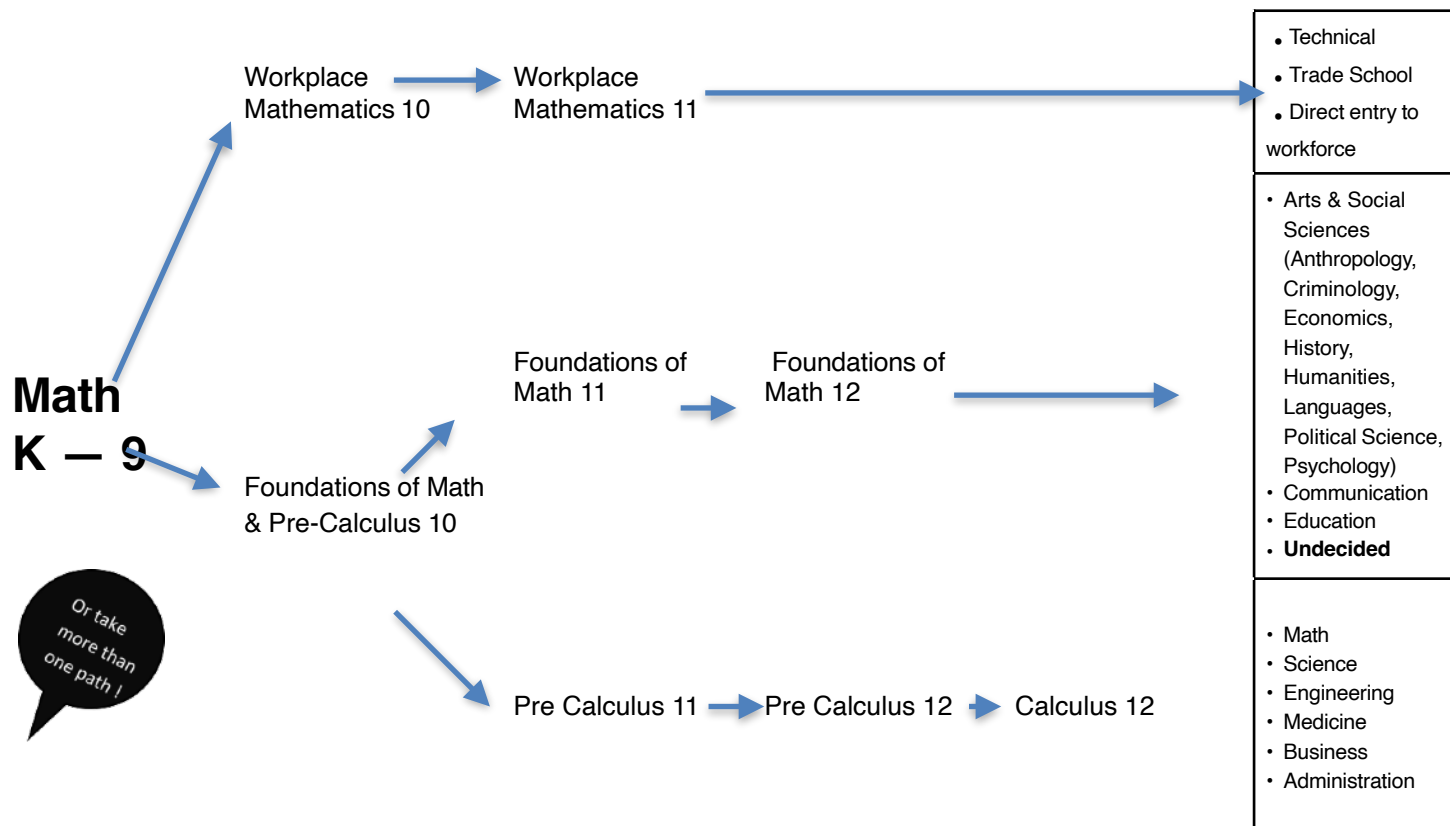 Workplace
Mathematics 10
Workplace
Mathematics 11
• Technical
• Trade School
• Direct entry to
workforce
Math
K — 9
Foundations of Math
& Pre-Calculus 10
Foundations of
Math 11
Foundations of
Math 12
• Arts & Social
Sciences
(Anthropology,
Criminology,
Economics,
History,
Humanities,
Languages,
Political Science,
Psychology)
• Communication
• Education
• Undecided
Or take
more than
one path !
Pre Calculus 11
Pre Calculus 12
Calculus 12
• Math
• Science
• Engineering
• Medicine
• Business
• Administration